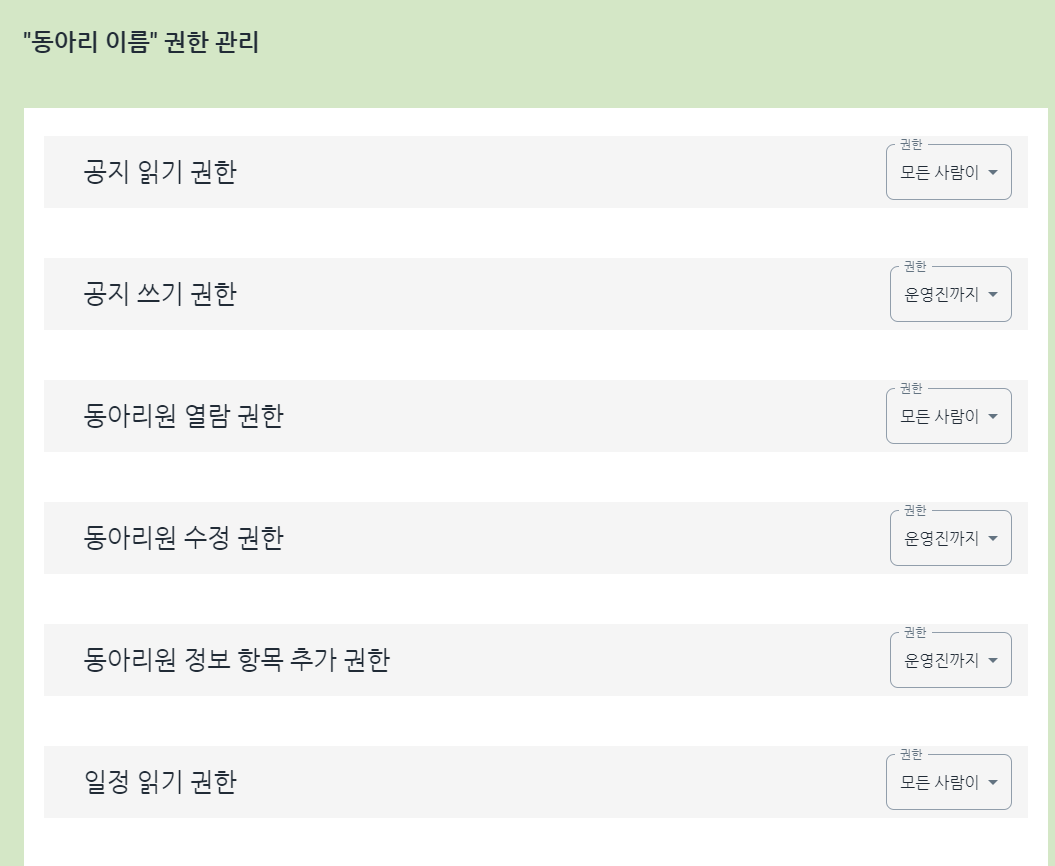 "동아리 이름" 권한 관리
공지 읽기 권한
권한
모든 사람이
공지 쓰기 권한
권한
운영진까지
동아리원 열람 권한
권한
모든 사람이
동아리원 수정 권한
권한
운영진까지
동아리원 정보 항목 추가 권한
권한
운영진까지
일정 읽기 권한
권한
모든 사람이